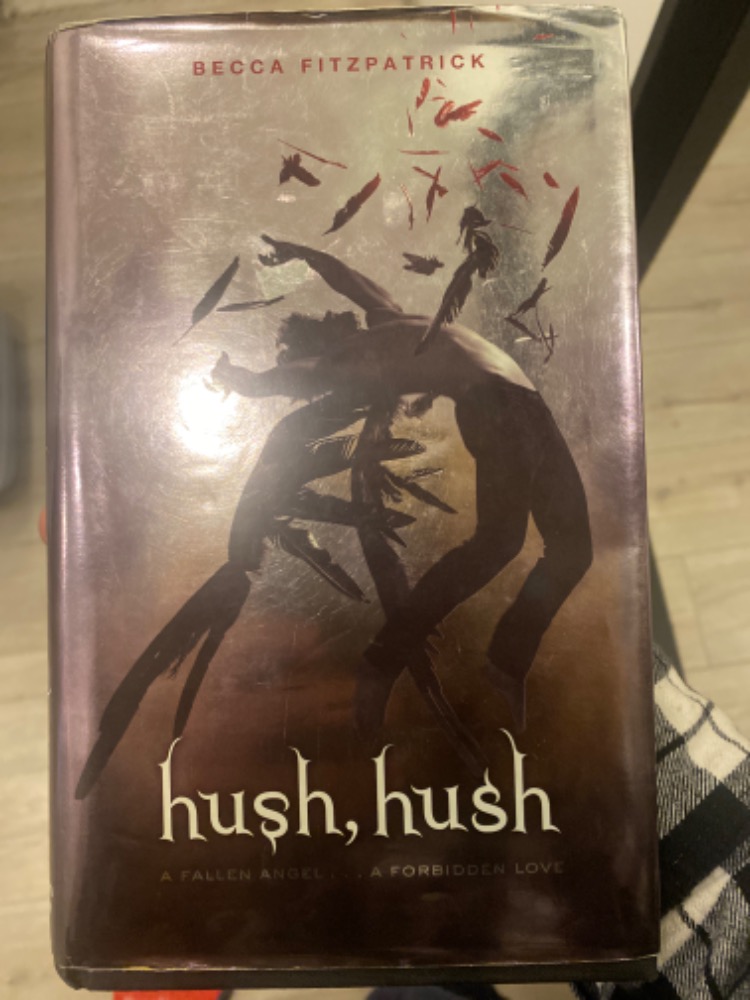 BECCA FITZPATRICK
hush, hush
A FALLEN ANGEL . . . A FORBIDDEN LOVE